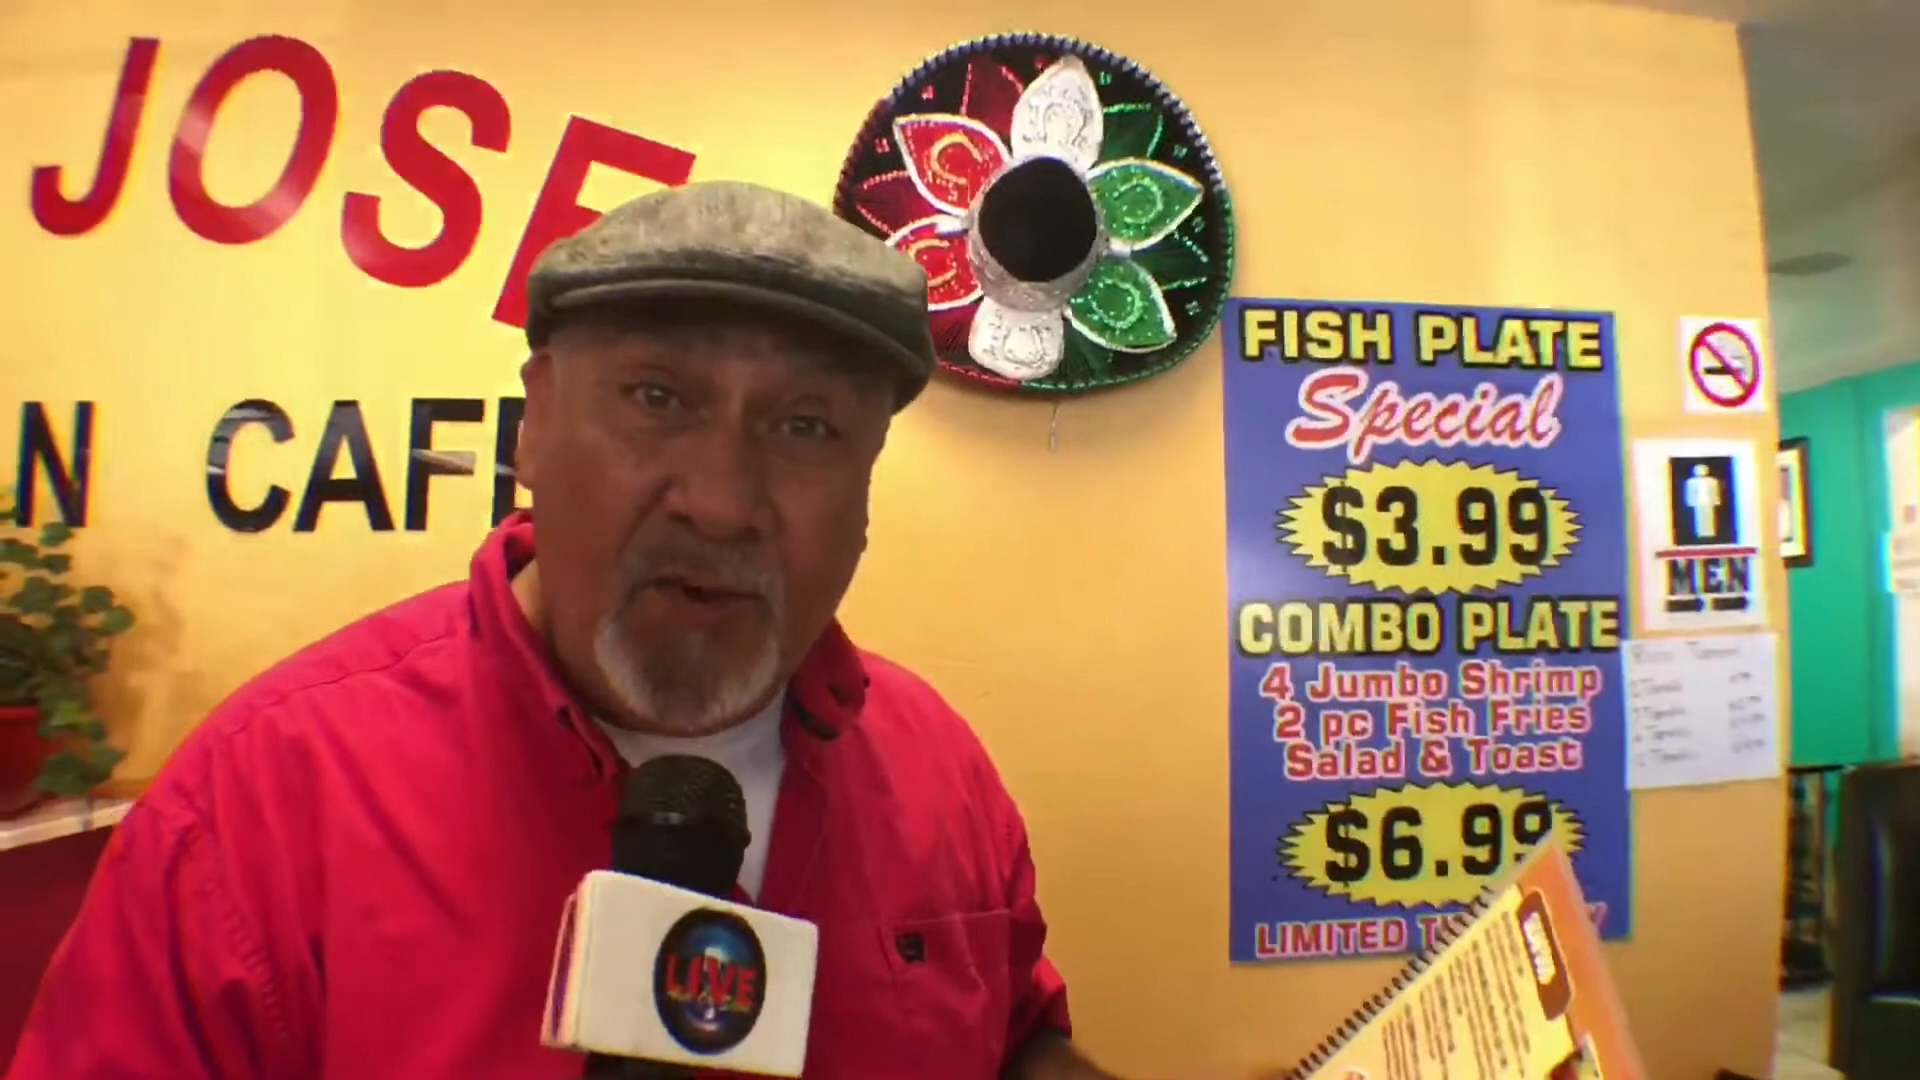 JOSE
N CAFE
FISH PLATE
Special
$3.99
COMBO PLATE
4 Jumbo Shrimp
2 pc Fish Fries
Salad & Toast
$6.99
LIMITED
MEN
LIVE